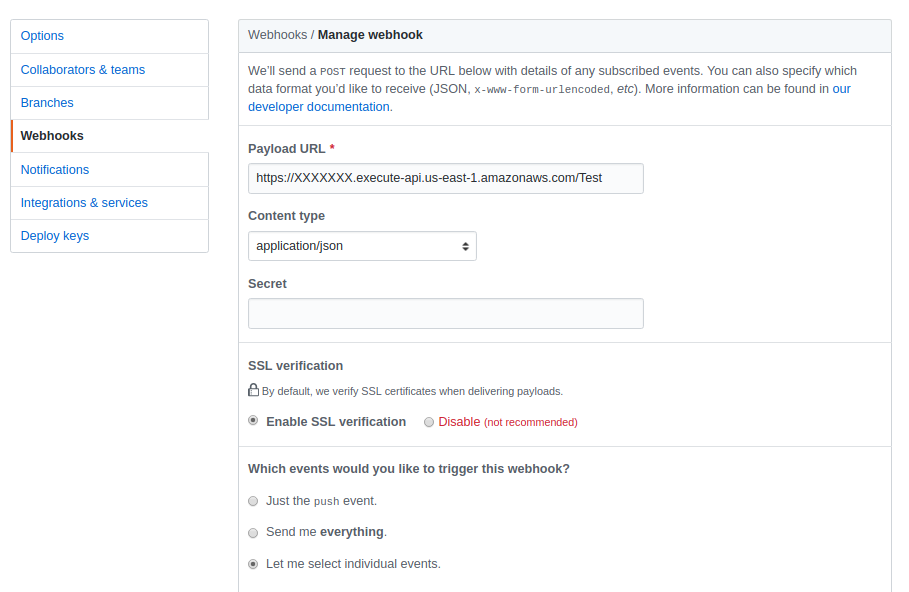 Options
Collaborators & teams
Branches
Webhooks
Notifications
Integrations & services
Deploy keys
Webhooks / Manage webhook
We'll send a POST request to the URL below with details of any subscribed events. You can also specify which
data format you'd like to receive (JSON, x-www-form-urlencoded, etc). More information can be found in our
developer documentation.
Payload URL *
https://XXXXXXX.execute-api.us-east-1.amazonaws.com/Test
Content type
application/json
Secret
SSL verification
By default, we verify SSL certificates when delivering payloads.
Enable SSL verification Disable (not recommended)
Which events would you like to trigger this webhook?
Just the push event.
Send me everything.
Let me select individual events.